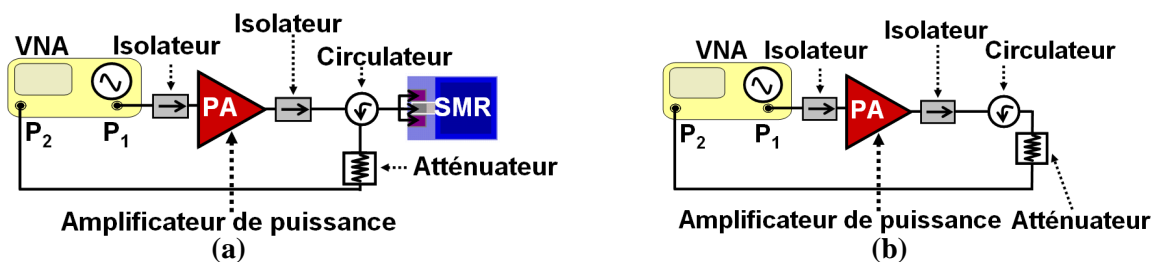 Isolateur
VNA
Isolateur
Circulateur
PA
SMR
P2
P1
Atténuateur
Amplificateur de puissance
(a)
Isolateur
VNA
Isolateur
Circulateur
PA
P2
P1
Amplificateur de puissance
Atténuateur
(b)